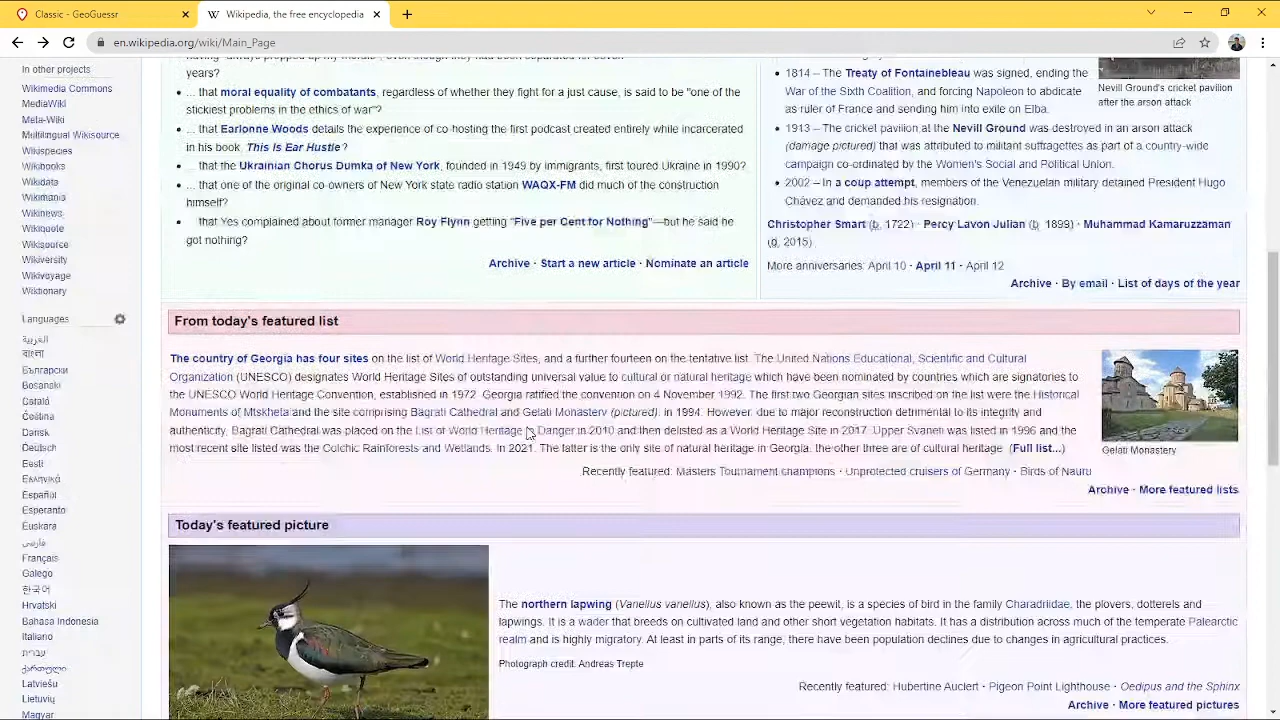 Classic - GeoGuessr
Wikipedia, the free encyclopedia
en.wikipedia.org/wiki/Main_Page
In other projects
Wikimedia Commons
MediaWiki
Meta-Wiki
Multilingual Wikisource
Wikispecies
Wikibooks
Wikidata
Wikimania
Wikinews
Wikiquote
Wikisource
Wikiversity
Wikivoyage
Wiktionary
Languages
العربية
বাংলা
Български
Bosanski
Català
Čeština
Dansk
Deutsch
Eesti
Ελληνικά
Español
Esperanto
Euskara
فارسی
Français
Galego
한국어
Hrvatski
Bahasa Indonesia
Italiano
עברית
ქართული
Latviešu
Lietuvių
Magyar
years?
... that moral equality of combatants, regardless of whether they fight for a just cause, is said to be "one of the
stickiest problems in the ethics of war"?
... that Earlonne Woods details the experience of co hosting the first podcast created entirely while incarcerated
in his book, This Is Ear Hustle?
... that the Ukrainian Chorus Dumka of New York, founded in 1949 by immigrants, first toured Ukraine in 1990?
... that one of the original co-owners of New York state radio station WAQX-FM did much of the construction
himself?
that Yes complained about former manager Roy Flynn getting "Five per Cent for Nothing"—but he said he
got nothing?
Archive · Start a new article · Nominate an article
1814 – The Treaty of Fontainebleau was signed, ending the
War of the Sixth Coalition, and forcing Napoleon to abdicate
as ruler of France and sending him into exile on Elba.
1913 – The cricket pavilion at the Nevill Ground was destroyed in an arson attack
(damage pictured) that was attributed to militant suffragettes as part of a country-wide
campaign co-ordinated by the Women's Social and Political Union.
2002 – In a coup attempt, members of the Venezuelan military detained President Hugo
Chávez and demanded his resignation.
Nevill Ground's cricket pavilion
after the arson attack
Christopher Smart (b. 1722) · Percy Lavon Julian (b. 1899) · Muhammad Kamaruzzaman
(d. 2015)
More anniversaries: April 10 · April 11 · April 12
Archive · By email · List of days of the year
From today's featured list
The country of Georgia has four sites on the list of World Heritage Sites, and a further fourteen on the tentative list. The United Nations Educational, Scientific and Cultural
Organization (UNESCO) designates World Heritage Sites of outstanding universal value to cultural or natural heritage which have been nominated by countries which are signatories to
the UNESCO World Heritage Convention, established in 1972. Georgia ratified the convention on 4 November 1992. The first two Georgian sites inscribed on the list were the Historical
Monuments of Mtskheta and the site comprising Bagrati Cathedral and Gelati Monastery (pictured), in 1994. However, due to major reconstruction detrimental to its integrity and
authenticity, Bagrati Cathedral was placed on the List of World Heritage in Danger in 2010 and then delisted as a World Heritage Site in 2017. Upper Svaneti was listed in 1996 and the
most recent site listed was the Colchic Rainforests and Wetlands, in 2021. The latter is the only site of natural heritage in Georgia, the other three are of cultural heritage. (Full list...)
Gelati Monastery
Recently featured: Masters Tournament champions · Unprotected cruisers of Germany · Birds of Nauru
Archive · More featured lists
Today's featured picture
The northern lapwing (Vanellus vanellus), also known as the peewit, is a species of bird in the family Charadriidae, the plovers, dotterels and
lapwings. It is a wader that breeds on cultivated land and other short vegetation habitats. It has a distribution across much of the temperate Palearctic
realm and is highly migratory. At least in parts of its range, there have been population declines due to changes in agricultural practices.
Photograph credit: Andreas Trepte
Recently featured: Hubertine Auclert · Pigeon Point Lighthouse · Oedipus and the Sphinx
Archive · More featured pictures